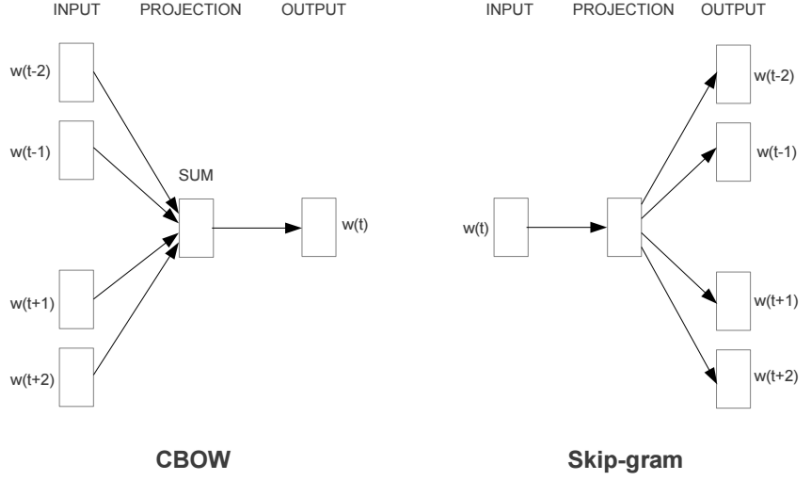 INPUT PROJECTION OUTPUT
w(t-2)
w(t-1)
SUM
w(t)
w(t+1)
w(t+2)
CBOW
INPUT PROJECTION OUTPUT
w(t-2)
w(t-1)
w(t)
w(t+1)
w(t+2)
Skip-gram